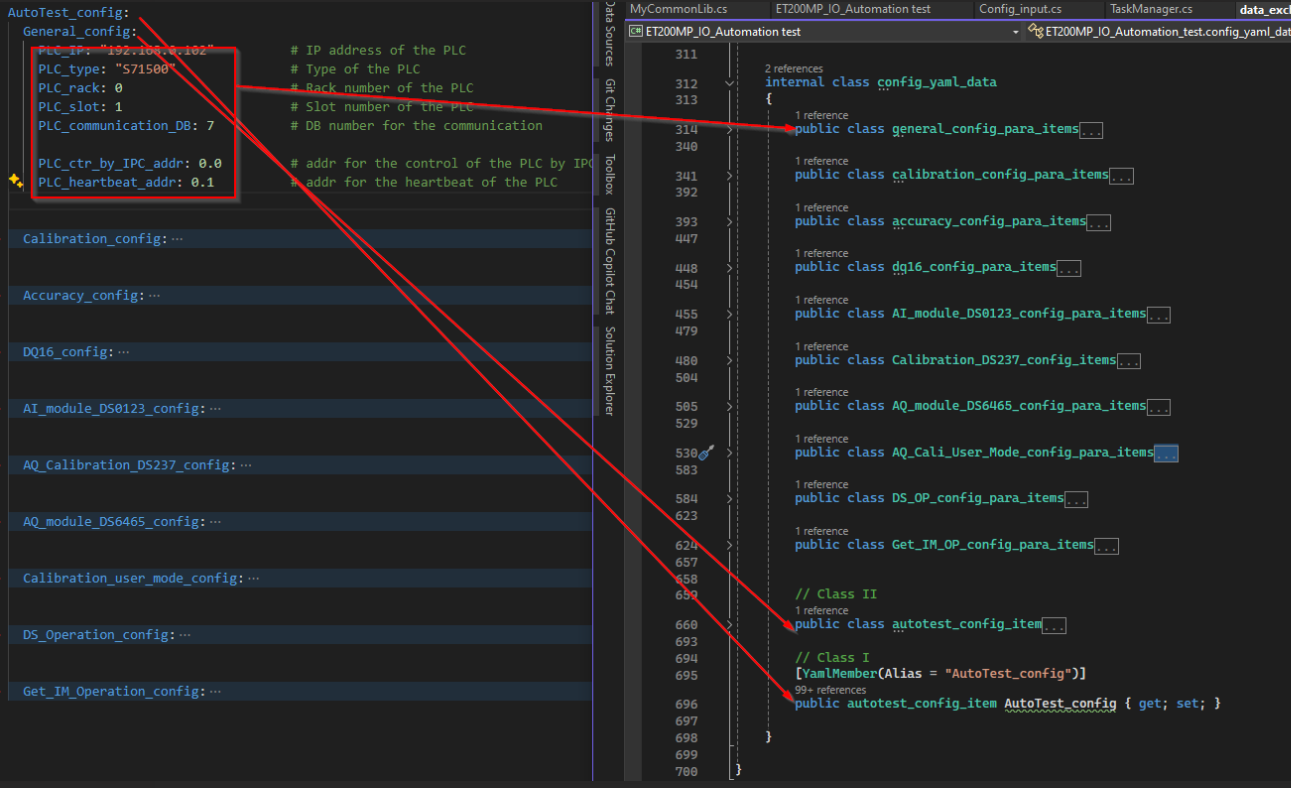 AutoTest_config:
General_config:
PLC_IP: "192.168.0.102" # IP address of the PLC
PLC_type: "S71500" # Type of the PLC
PLC_rack: 0 # Rack number of the PLC
PLC_slot: 1 # Slot number of the PLC
PLC_communication_DB: 7 # DB number for the communication
PLC_ctr_by_IPC_addr: 0.0 # addr for the control of the PLC by IPC
PLC_heartbeat_addr: 0.1 # addr for the heartbeat of the PLC
Calibration_config: ...
Accuracy_config: ...
DQ16_config: ...
AI_module_DS0123_config: ...
AQ_Calibration_DS237_config: ...
AQ_module_DS6465_config: ...
Calibration_user_mode_config: ...
DS_Operation_config: ...
Get_IM_Operation_config: ...
Data Sources
Git Changes
Toolbox
GitHub Copilot Chat
Solution Explorer
MyCommonLib.cs ET200MP_IO_Automation test Config_input.cs TaskManager.cs data_excl
C# ET200MP_IO_Automation test ET200MP_IO_Automation_test.config_yaml_dat
311
2 references
312 internal class config_yaml_data
313 {
1 reference
314 public class general_config_para_items...
340
1 reference
341 public class calibration_config_para_items...
392
1 reference
393 public class accuracy_config_para_items...
447
1 reference
448 public class dq16_config_para_items...
454
1 reference
455 public class AI_module_DS0123_config_para_items...
479
1 reference
480 public class Calibration_DS237_config_items...
504
1 reference
505 public class AQ_module_DS6465_config_para_items...
529
1 reference
530 public class AQ_Cali_User_Mode_config_para_items...
583
1 reference
584 public class DS_OP_config_para_items...
623
1 reference
624 public class Get_IM_OP_config_para_items...
657
658
659 // Class II
1 reference
660 public class autotest_config_item...
693
694 // Class I
695 [YamlMember(Alias = "AutoTest_config")]
99+ references
696 public autotest_config_item AutoTest_config { get; set; }
697
698 }
699
700 }